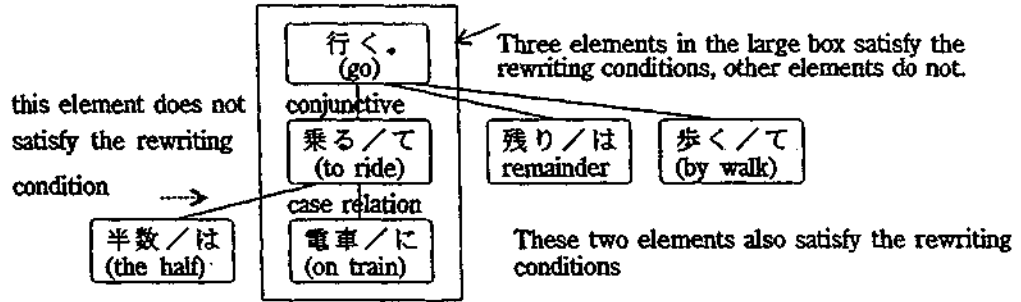 行く。
(go)
Three elements in the large box satisfy the
rewriting conditions, other elements do not.
this element does not
satisfy the rewriting
condition
conjunctive
乗る／て
(to ride)
残り／は
remainder
歩く／て
(by walk)
case relation
半数／は
(the half)
電車／に
(on train)
These two elements also satisfy the rewriting
conditions